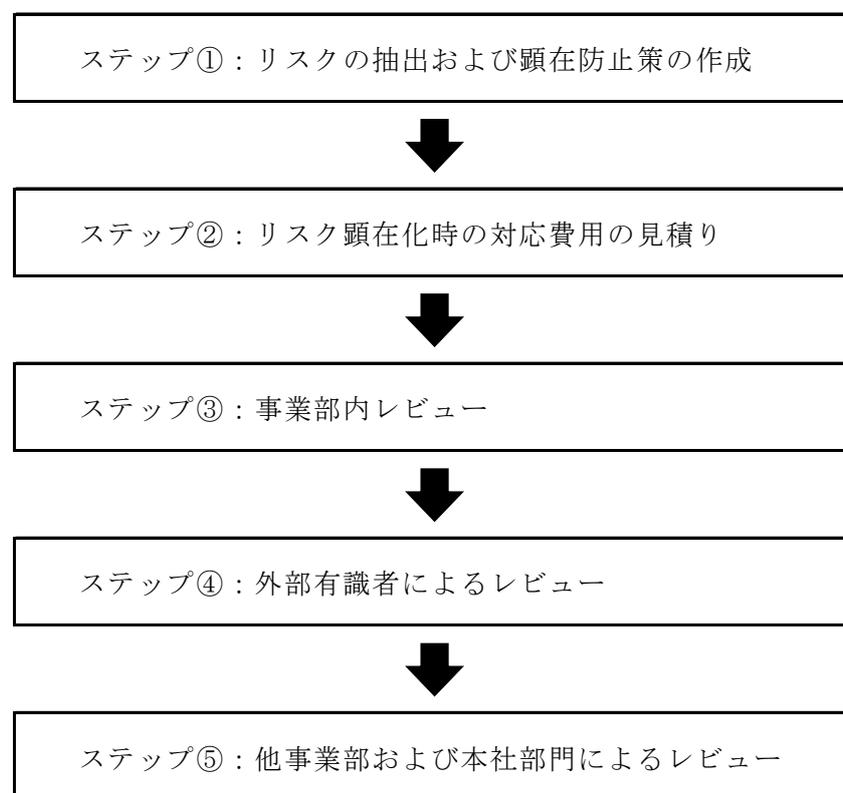 ステップ①：リスクの抽出および顕在防止策の作成
ステップ②：リスク顕在化時の対応費用の見積り
ステップ③：事業部内レビュー
ステップ④：外部有識者によるレビュー
ステップ⑤：他事業部および本社部門によるレビュー